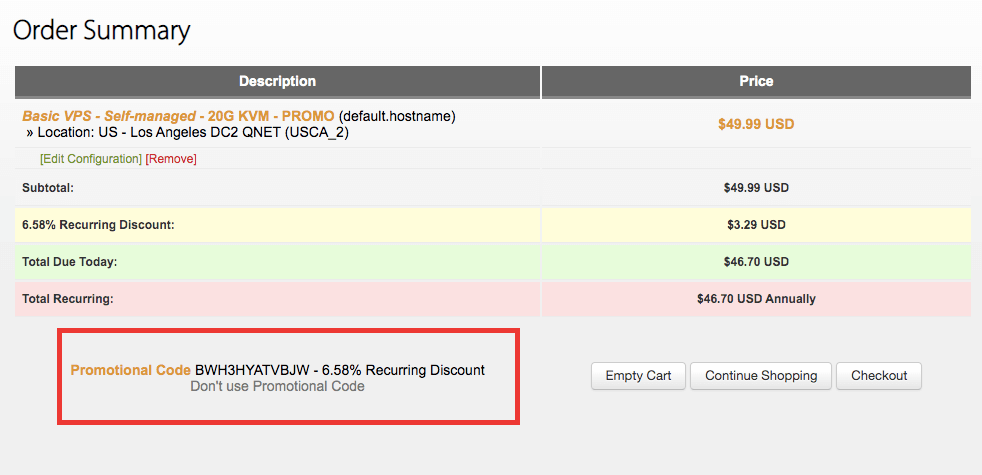 Order Summary
Description Price
Basic VPS - Self-managed - 20G KVM - PROMO (default.hostname) $49.99 USD
» Location: US - Los Angeles DC2 QNET (USCA_2)
[Edit Configuration] [Remove]
Subtotal: $49.99 USD
6.58% Recurring Discount: $3.29 USD
Total Due Today: $46.70 USD
Total Recurring: $46.70 USD Annually
Promotional Code BWH3HYATVBJW - 6.58% Recurring Discount
Don't use Promotional Code
Empty Cart Continue Shopping Checkout